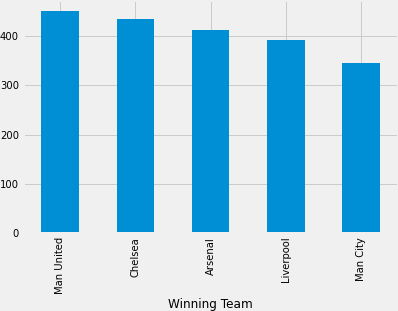 400
300
200
100
0
Man United
Chelsea
Arsenal
Liverpool
Man City
Winning Team